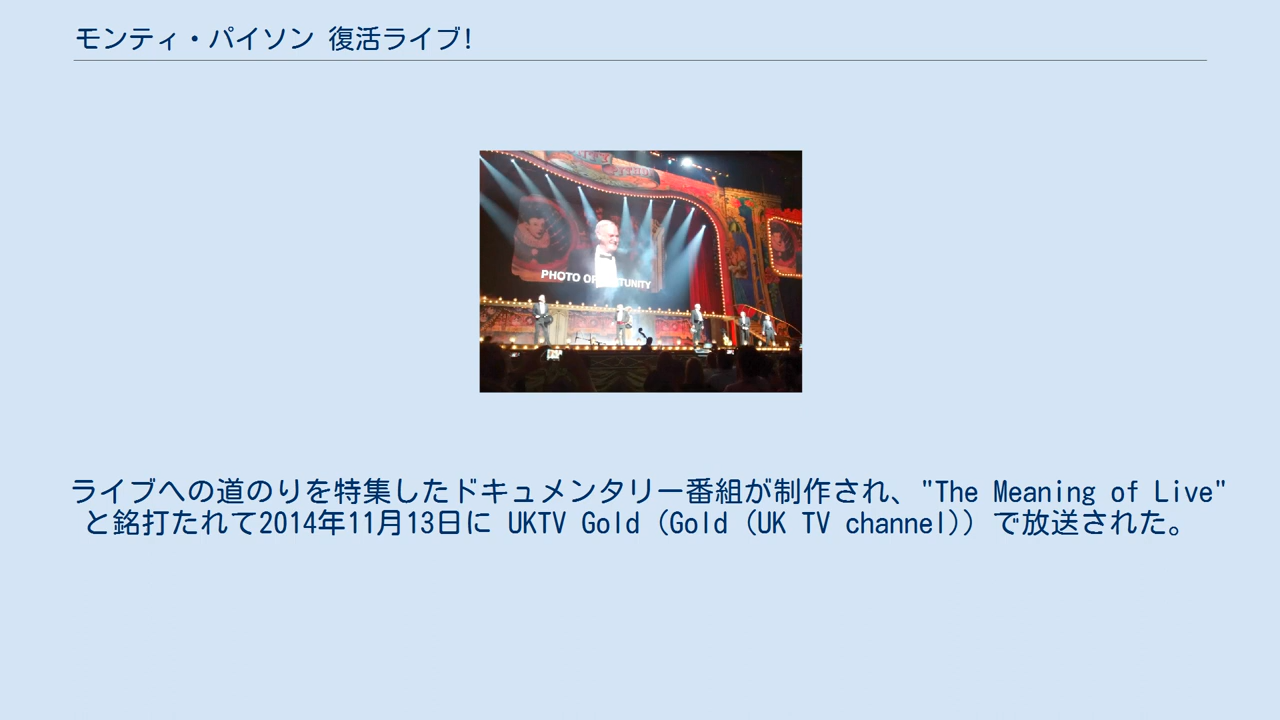 モンティ・パイソン 復活ライブ!
PHOTO OP
TUNITY
ライブへの道のりを特集したドキュメンタリー番組が制作され、"The Meaning of Live"
と銘打たれて2014年11月13日に UKTV Gold (Gold (UK TV channel)) で放送された。